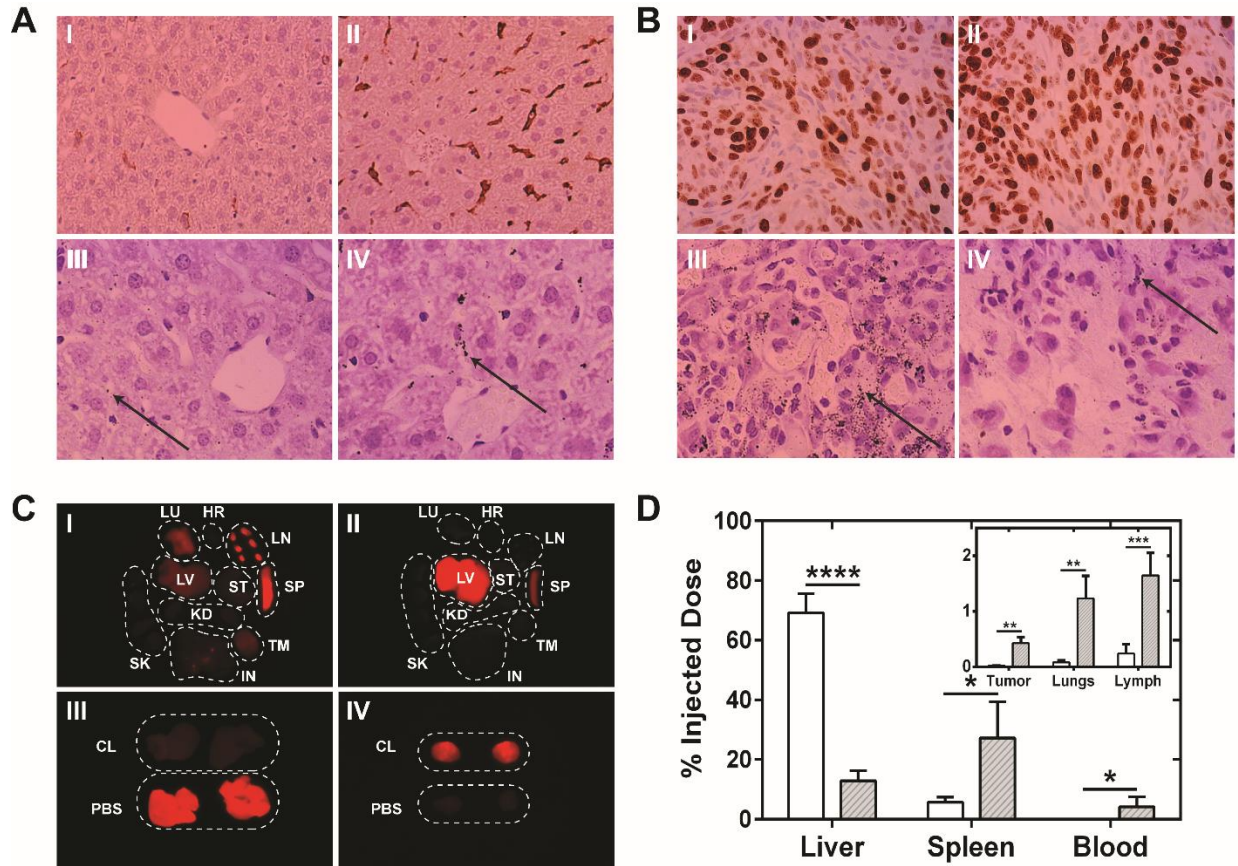 A
I
II
III
IV
B
I
II
III
IV
C
I
LU
HR
LN
LV
ST
SP
KD
TM
SK
IN
II
LU
HR
LN
LV
ST
SP
KD
TM
SK
IN
III
CL
PBS
IV
CL
PBS
D
% Injected Dose
100
80
60
40
20
0
****
*
*
Liver
Spleen
Blood
2
1
0
**
**
***
Tumor
Lungs
Lymph